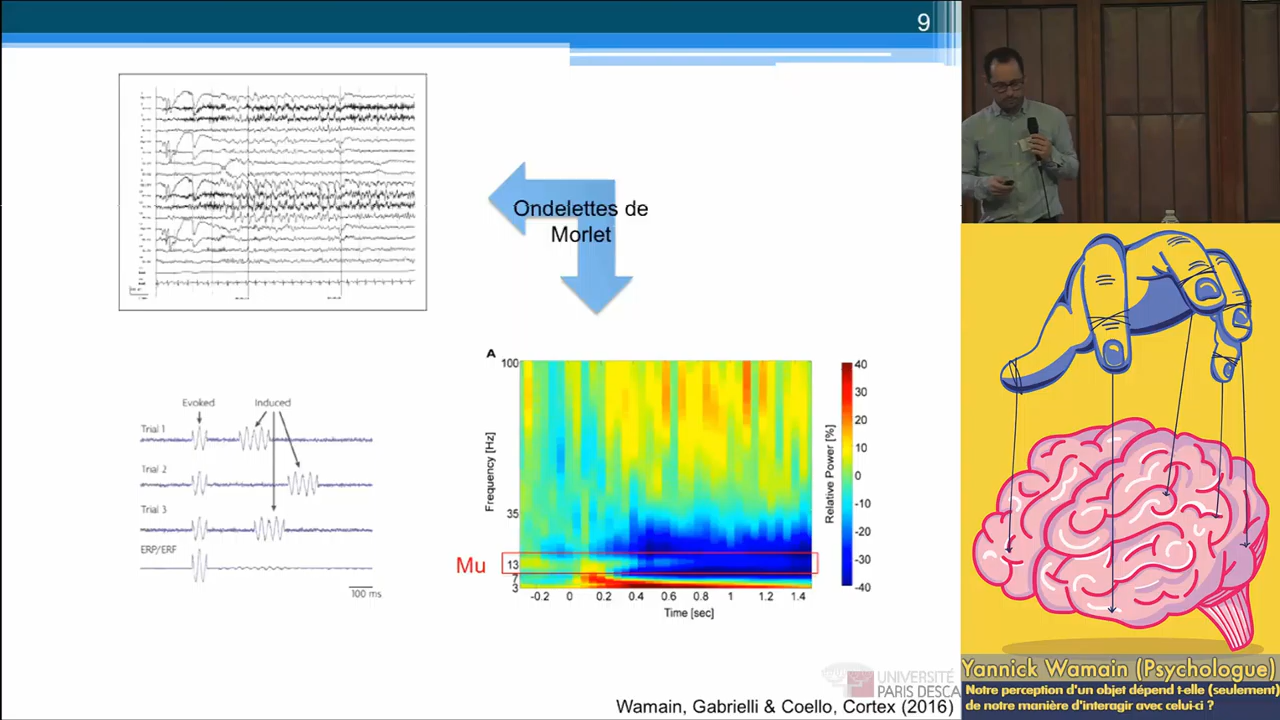 9
Ondelettes de
Morlet
Evoked
Induced
Trial 1
Trial 2
Trial 3
ERP/ERF
100 ms
A
100
35
13
7
3
Frequency [Hz]
Mu
-0.2 0 0.2 0.4 0.6 0.8 1 1.2 1.4
Time [sec]
40
30
20
10
0
-10
-20
-30
-40
Relative Power [%]
UNIVERSITÉ
PARIS DESCA
Wamain, Gabrielli & Coello, Cortex (2016)
Yannick Wamain (Psychologue)
Notre perception d'un objet dépend t-elle (seulement)
de notre manière d'interagir avec celui-ci ?